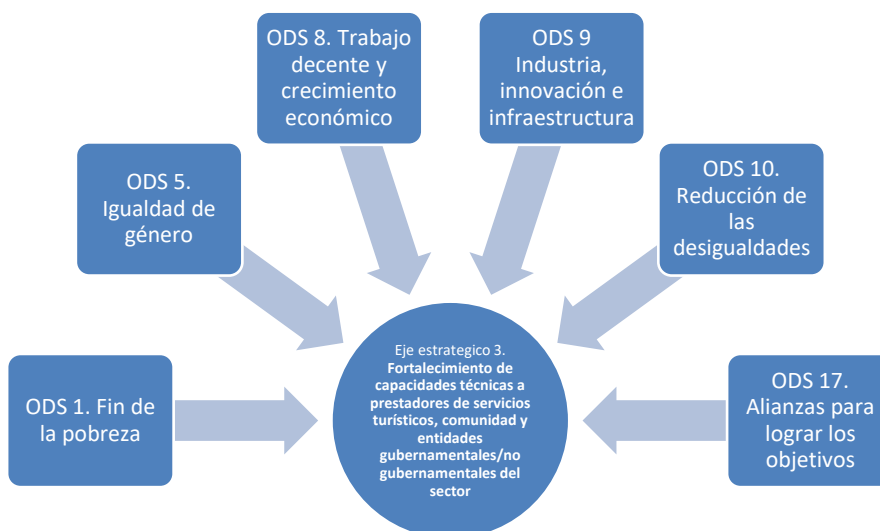 ODS 8. Trabajo
decente y
crecimiento
económico
ODS 9
Industria,
innovación e
infraestructura
ODS 5.
Igualdad de
género
ODS 10.
Reducción de
las
desigualdades
ODS 1. Fin de
la pobreza
Eje estrategico 3.
Fortalecimiento de
capacidades técnicas a
prestadores de servicios
turísticos, comunidad y
entidades
gubernamentales/no
gubernamentales del
sector
ODS 17.
Alianzas para
lograr los
objetivos